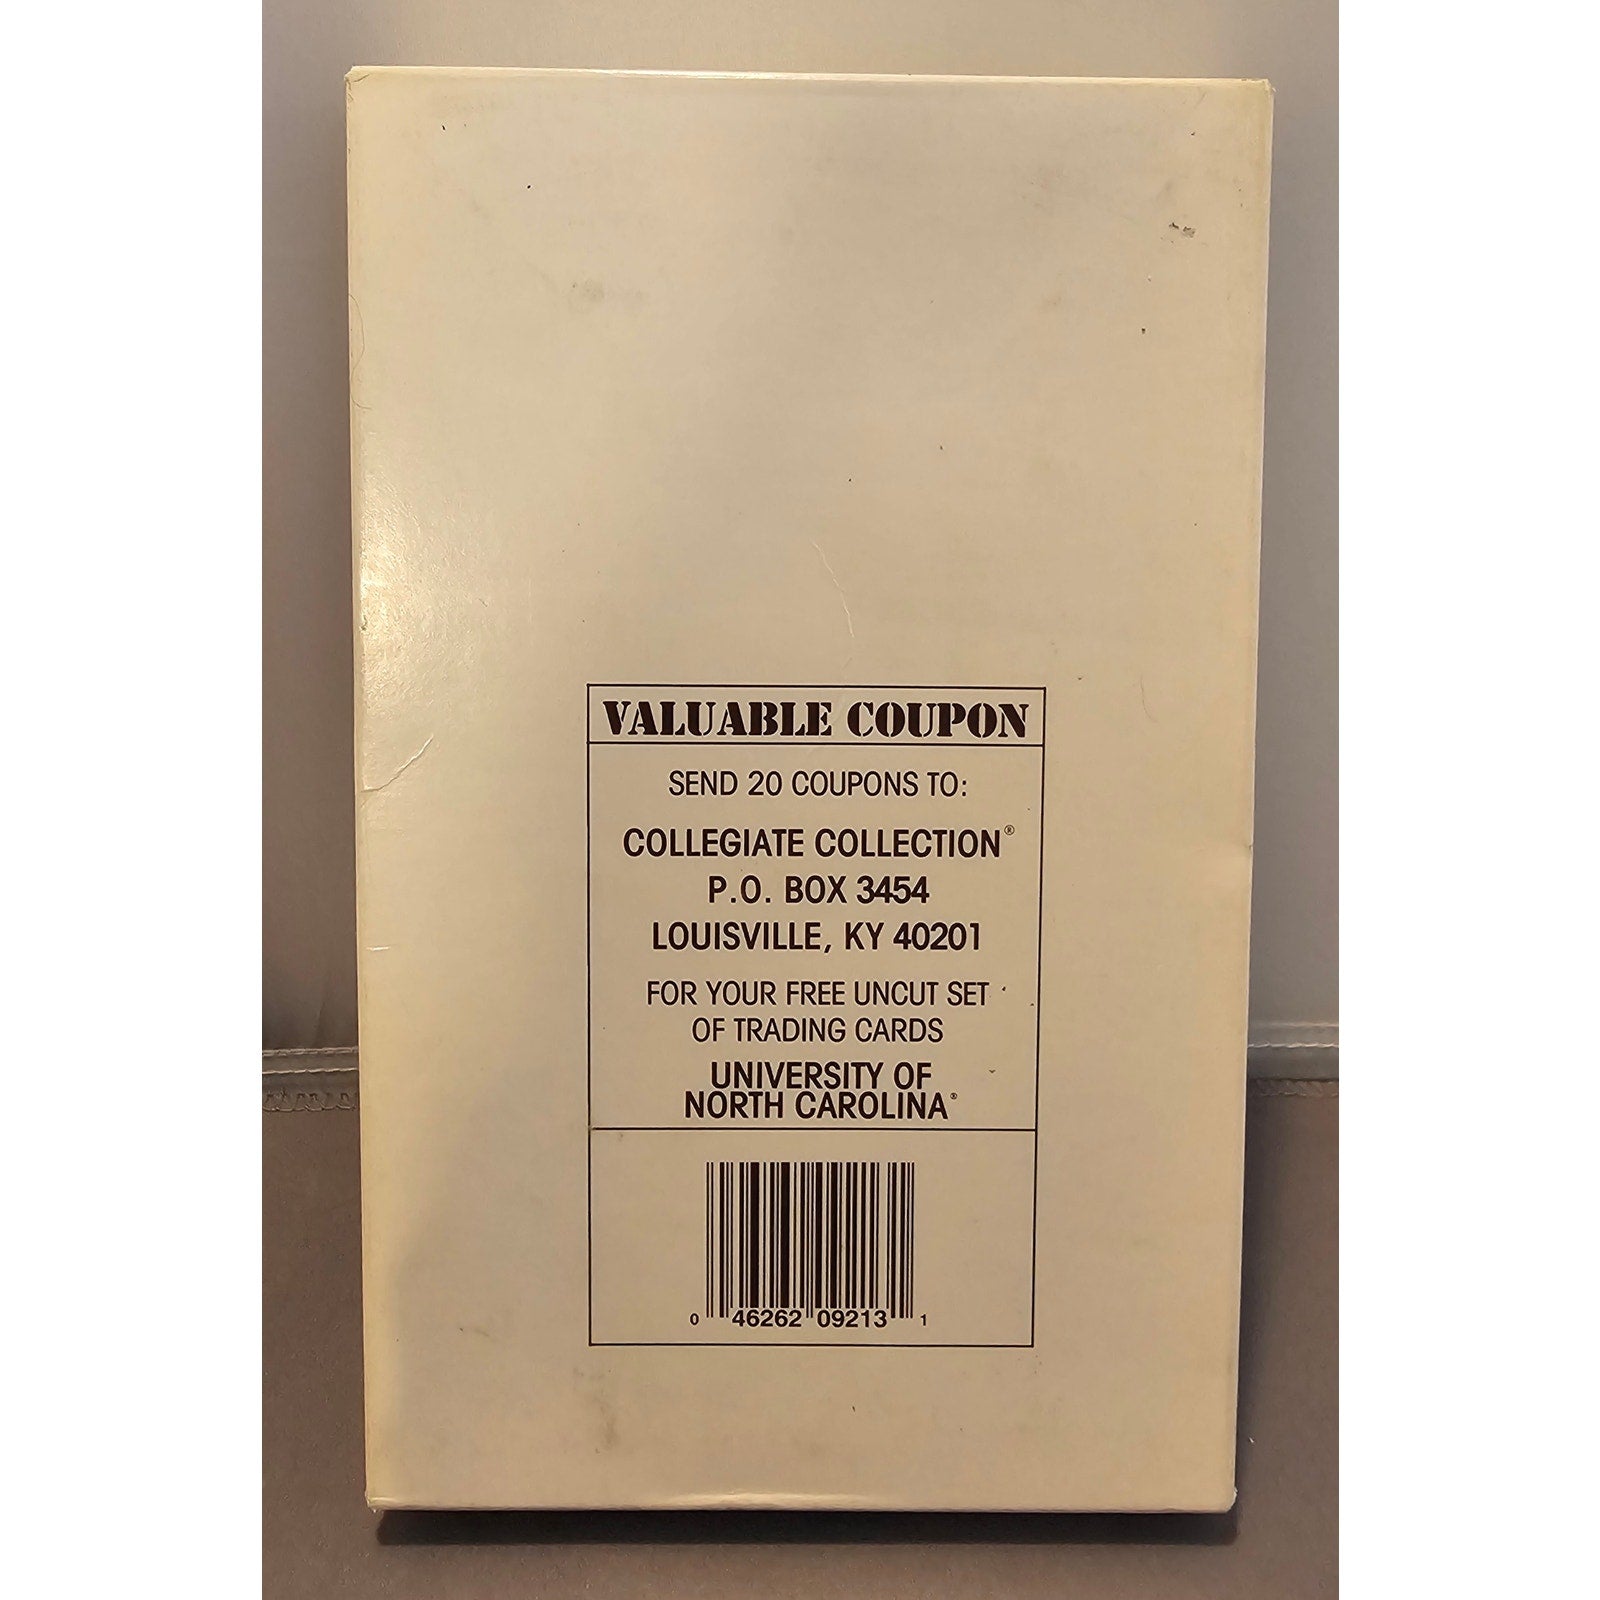 VALUABLE COUPON
SEND 20 COUPONS TO:
COLLEGIATE COLLECTION®
P.O. BOX 3454
LOUISVILLE, KY 40201
FOR YOUR FREE UNCUT SET
OF TRADING CARDS
UNIVERSITY OF
NORTH CAROLINA®
0 46262 09213 1